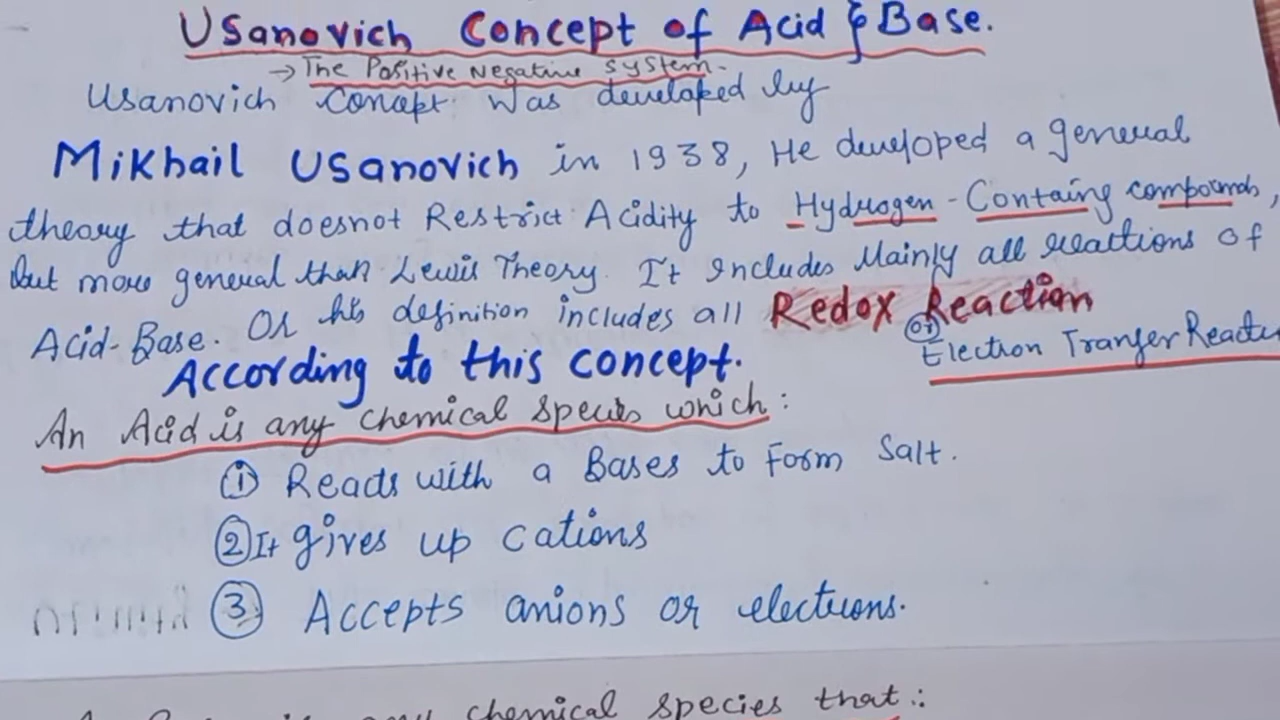 Usanovich Concept of Acid & Base.
→ The Positive Negative system.
Usanovich Concept was developed by
Mikhail Usanovich in 1938, He developed a general
theory that doesnot Restrict Acidity to Hydrogen - Containg compounds,
but more general than Lewis Theory. It Includes Mainly all reactions of
Acid-Base. Or his definition includes all Redox Reaction
(or)
Election Tranfer Reaction
According to this concept.
An Acid is any chemical species which:
① Reacts with a Bases to Form Salt.
② It gives up cations
③ Accepts anions or electrons.
is any chemical species that :